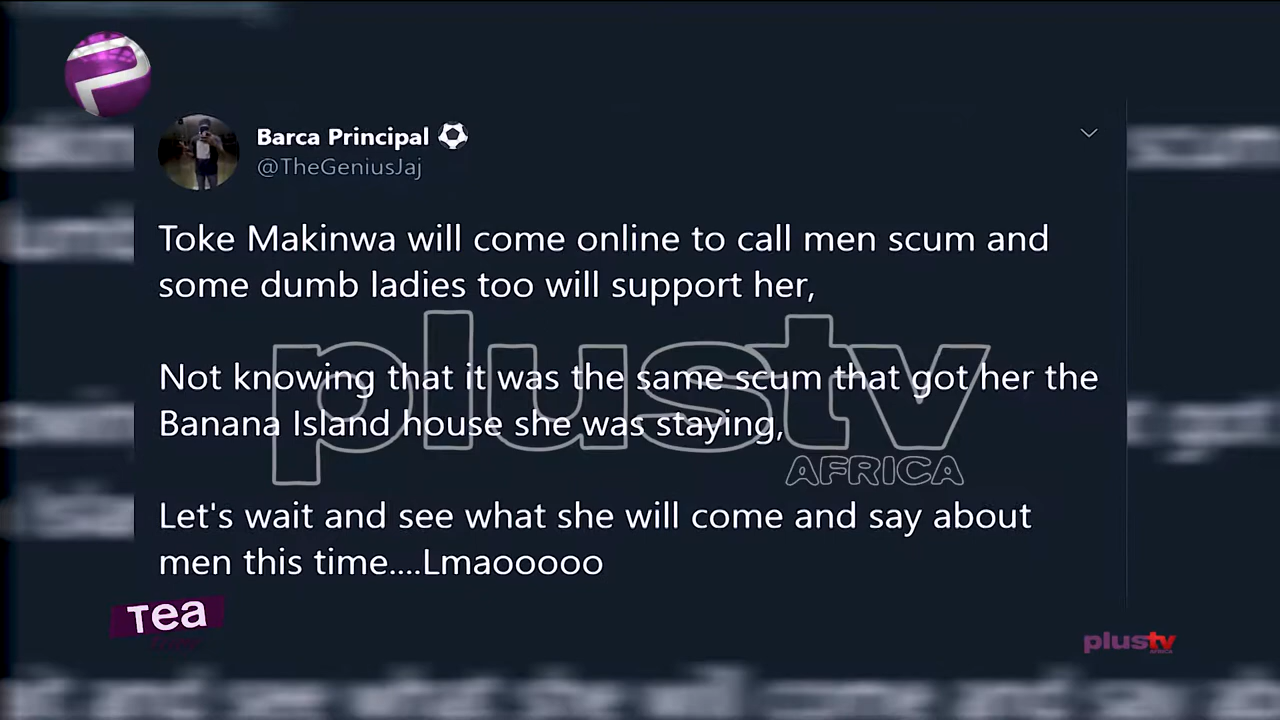 Barca Principal
@TheGeniusJaj
Toke Makinwa will come online to call men scum and
some dumb ladies too will support her,
Not knowing that it was the same scum that got her the
Banana Island house she was staying,
Let's wait and see what she will come and say about
men this time....Lmaooooo
plustv
AFRICA
Tea
plustv
AFRICA